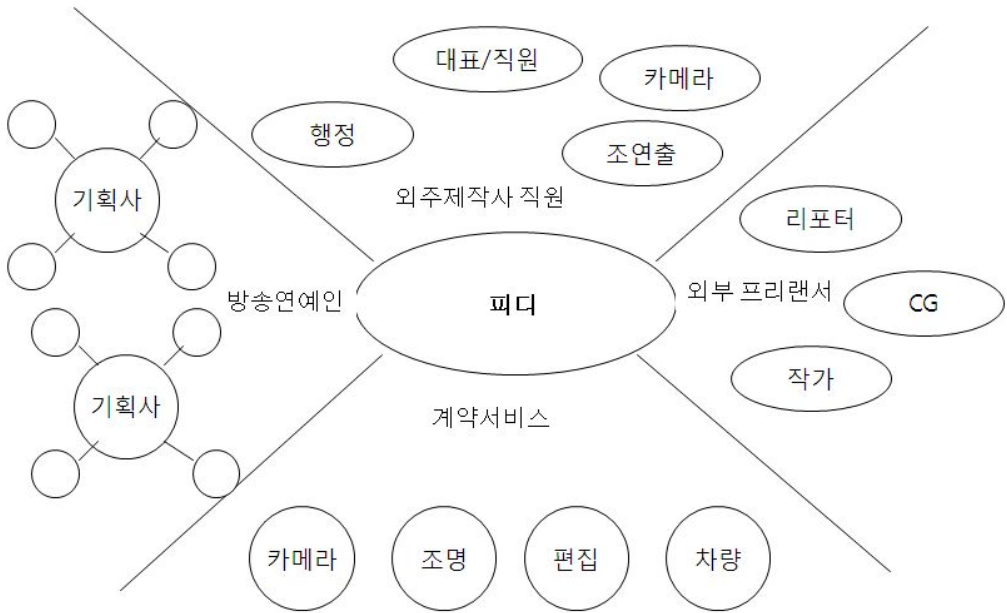 대표/직원
카메라
행정
조연출
외주제작사 직원
기획사
리포터
방송연예인
피디
외부 프리랜서
CG
기획사
작가
계약서비스
카메라
조명
편집
차량